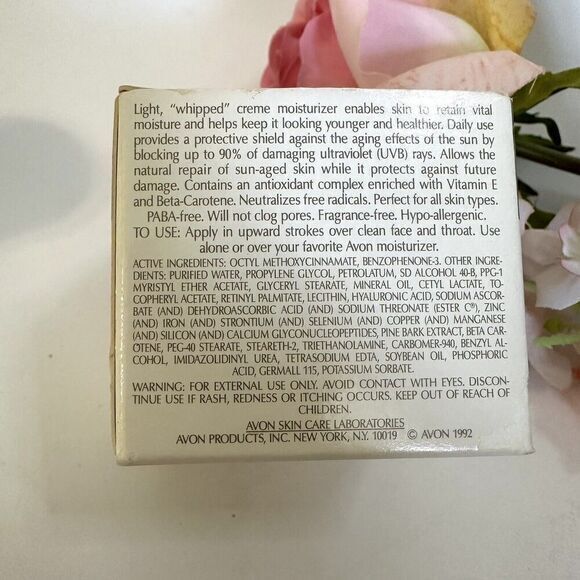 Light, “whipped” creme moisturizer enables skin to retain vital
moisture and helps keep it looking younger and healthier. Daily use
provides a protective shield against the aging effects of the sun by
blocking up to 90% of damaging ultraviolet (UVB) rays. Allows the
natural repair of sun-aged skin while it protects against future
damage. Contains an antioxidant complex enriched with Vitamin E
and Beta-Carotene. Neutralizes free radicals. Perfect for all skin types.
PABA-free. Will not clog pores. Fragrance-free. Hypo-allergenic.
TO USE: Apply in upward strokes over clean face and throat. Use
alone or over your favorite Avon moisturizer.
ACTIVE INGREDIENTS: OCTYL METHOXYCINNAMATE, BENZOPHENONE-3. OTHER INGRE-
DIENTS: PURIFIED WATER, PROPYLENE GLYCOL, PETROLATUM, SD ALCOHOL 40-B, PPG-1
MYRISTYL ETHER ACETATE, GLYCERYL STEARATE, MINERAL OIL, CETYL LACTATE, TO-
COPHERYL ACETATE, RETINYL PALMITATE, LECITHIN, HYALURONIC ACID, SODIUM ASCOR-
BATE (AND) DEHYDROASCORBIC ACID (AND) SODIUM THREONATE (ESTER C®), ZINC
(AND) IRON (AND) STRONTIUM (AND) SELENIUM (AND) COPPER (AND) MANGANESE
(AND) SILICON (AND) CALCIUM GLYCONUCLEOPEPTIDES, PINE BARK EXTRACT, BETA CAR-
OTENE, PEG-40 STEARATE, STEARETH-2, TRIETHANOLAMINE, CARBOMER-940, BENZYL AL-
COHOL, IMIDAZOLIDINYL UREA, TETRASODIUM EDTA, SOYBEAN OIL, PHOSPHORIC
ACID, GERMALL 115, POTASSIUM SORBATE.
WARNING: FOR EXTERNAL USE ONLY. AVOID CONTACT WITH EYES. DISCON-
TINUE USE IF RASH, REDNESS OR ITCHING OCCURS. KEEP OUT OF REACH OF
CHILDREN.
AVON SKIN CARE LABORATORIES
AVON PRODUCTS, INC. NEW YORK, N.Y. 10019 © AVON 1992